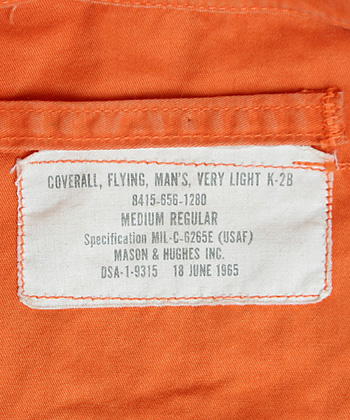 COVERALL, FLYING, MAN'S, VERY LIGHT K-2B
8415-656-1280
MEDIUM REGULAR
Specification MIL-C-6265E (USAF)
MASON & HUGHES INC.
DSA-1-9315 18 JUNE 1965